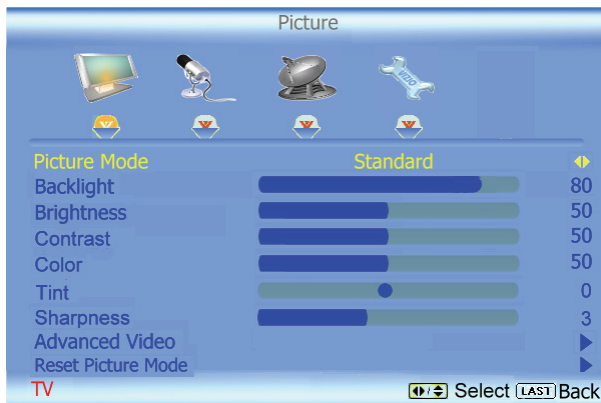 Picture
VIZIO
Picture Mode Standard
Backlight 80
Brightness 50
Contrast 50
Color 50
Tint 0
Sharpness 3
Advanced Video
Reset Picture Mode
TV Select LAST Back